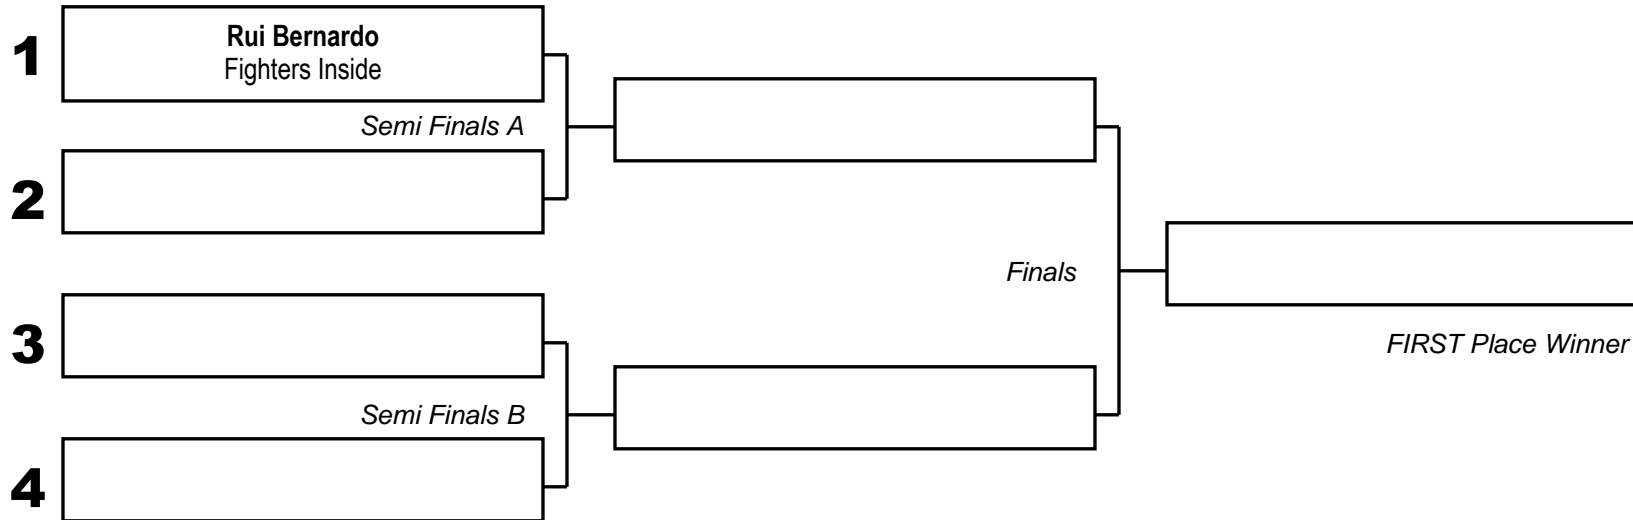 1
Rui Bernardo
Fighters Inside
Semi Finals A
2
Finals
3
FIRST Place Winner
Semi Finals B
4